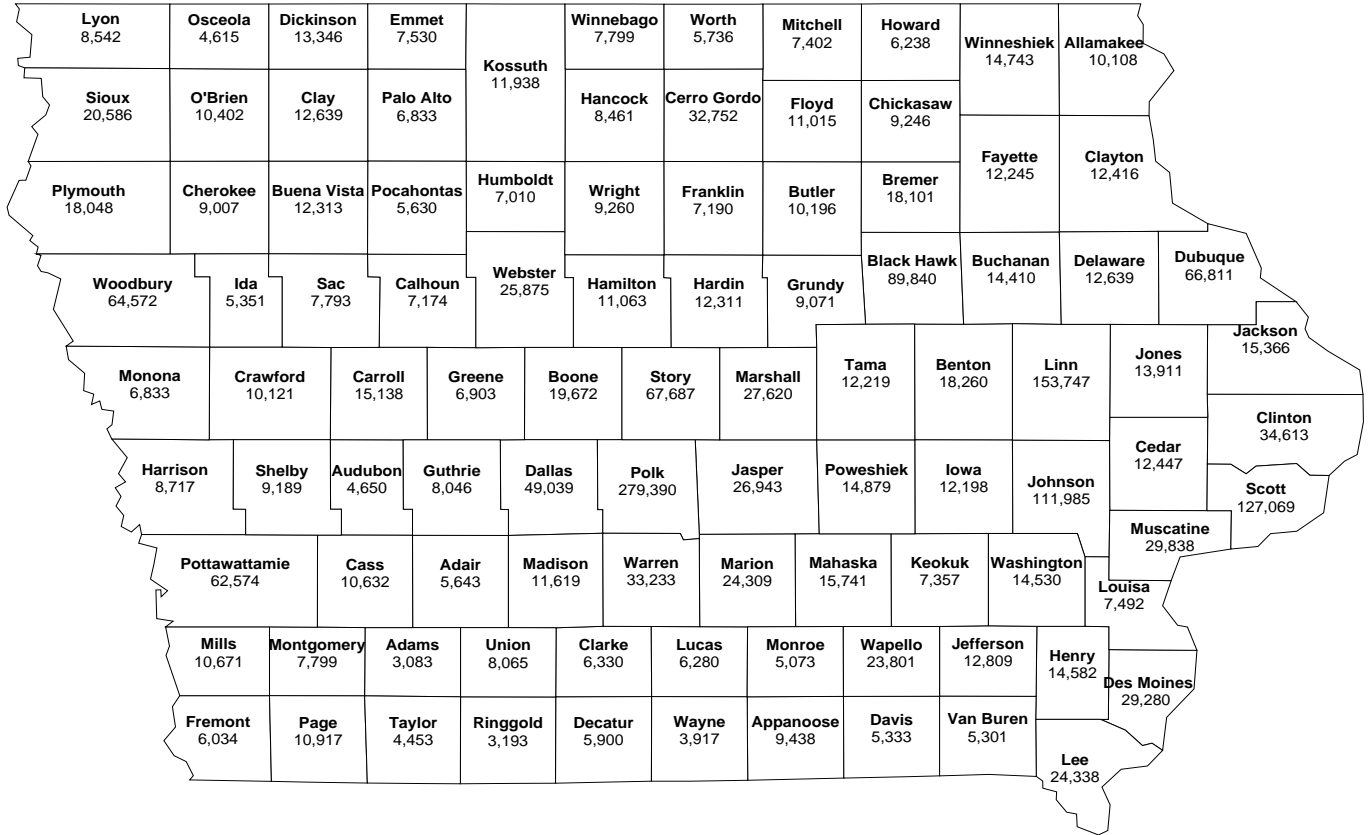 Lyon
8,542
Osceola
4,615
Dickinson
13,346
Emmet
7,530
Kossuth
11,938
Winnebago
7,799
Worth
5,736
Mitchell
7,402
Howard
6,238
Winneshiek
14,743
Allamakee
10,108
Sioux
20,586
O'Brien
10,402
Clay
12,639
Palo Alto
6,833
Hancock
8,461
Cerro Gordo
32,752
Floyd
11,015
Chickasaw
9,246
Fayette
12,245
Clayton
12,416
Plymouth
18,048
Cherokee
9,007
Buena Vista
12,313
Pocahontas
5,630
Humboldt
7,010
Wright
9,260
Franklin
7,190
Butler
10,196
Bremer
18,101
Woodbury
64,572
Ida
5,351
Sac
7,793
Calhoun
7,174
Webster
25,875
Hamilton
11,063
Hardin
12,311
Grundy
9,071
Black Hawk
89,840
Buchanan
14,410
Delaware
12,639
Dubuque
66,811
Jackson
15,366
Monona
6,833
Crawford
10,121
Carroll
15,138
Greene
6,903
Boone
19,672
Story
67,687
Marshall
27,620
Tama
12,219
Benton
18,260
Linn
153,747
Jones
13,911
Clinton
34,613
Harrison
8,717
Shelby
9,189
Audubon
4,650
Guthrie
8,046
Dallas
49,039
Polk
279,390
Jasper
26,943
Poweshiek
14,879
Iowa
12,198
Johnson
111,985
Cedar
12,447
Scott
127,069
Muscatine
29,838
Pottawattamie
62,574
Cass
10,632
Adair
5,643
Madison
11,619
Warren
33,233
Marion
24,309
Mahaska
15,741
Keokuk
7,357
Washington
14,530
Louisa
7,492
Mills
10,671
Montgomery
7,799
Adams
3,083
Union
8,065
Clarke
6,330
Lucas
6,280
Monroe
5,073
Wapello
23,801
Jefferson
12,809
Henry
14,582
Des Moines
29,280
Fremont
6,034
Page
10,917
Taylor
4,453
Ringgold
3,193
Decatur
5,900
Wayne
3,917
Appanoose
9,438
Davis
5,333
Van Buren
5,301
Lee
24,338